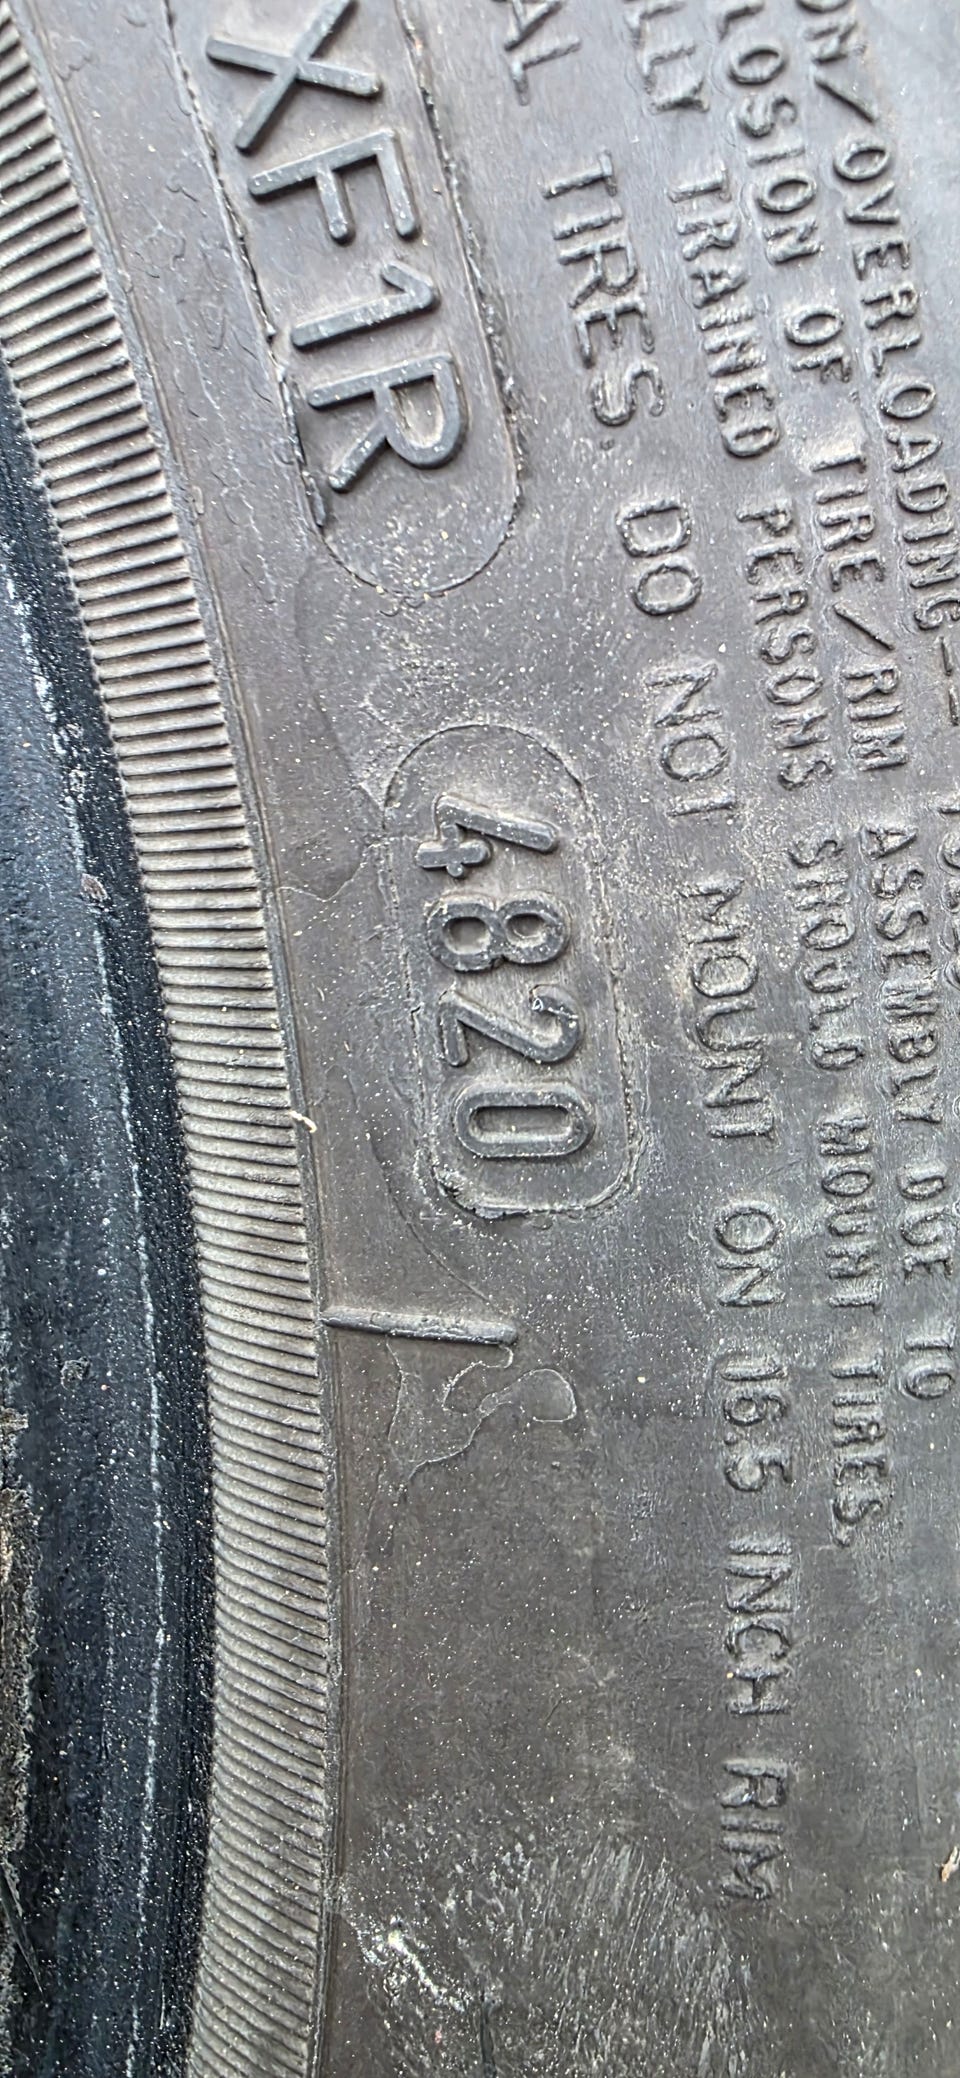 ON/OVERLOADING--
LOSION OF TIRE/RIM ASSEMBLY DUE TO
LLY TRAINED PERSONS SHOULD MOUNT TIRES
AL TIRES. DO NOT MOUNT ON 16.5 INCH RIM
XF1R 4820